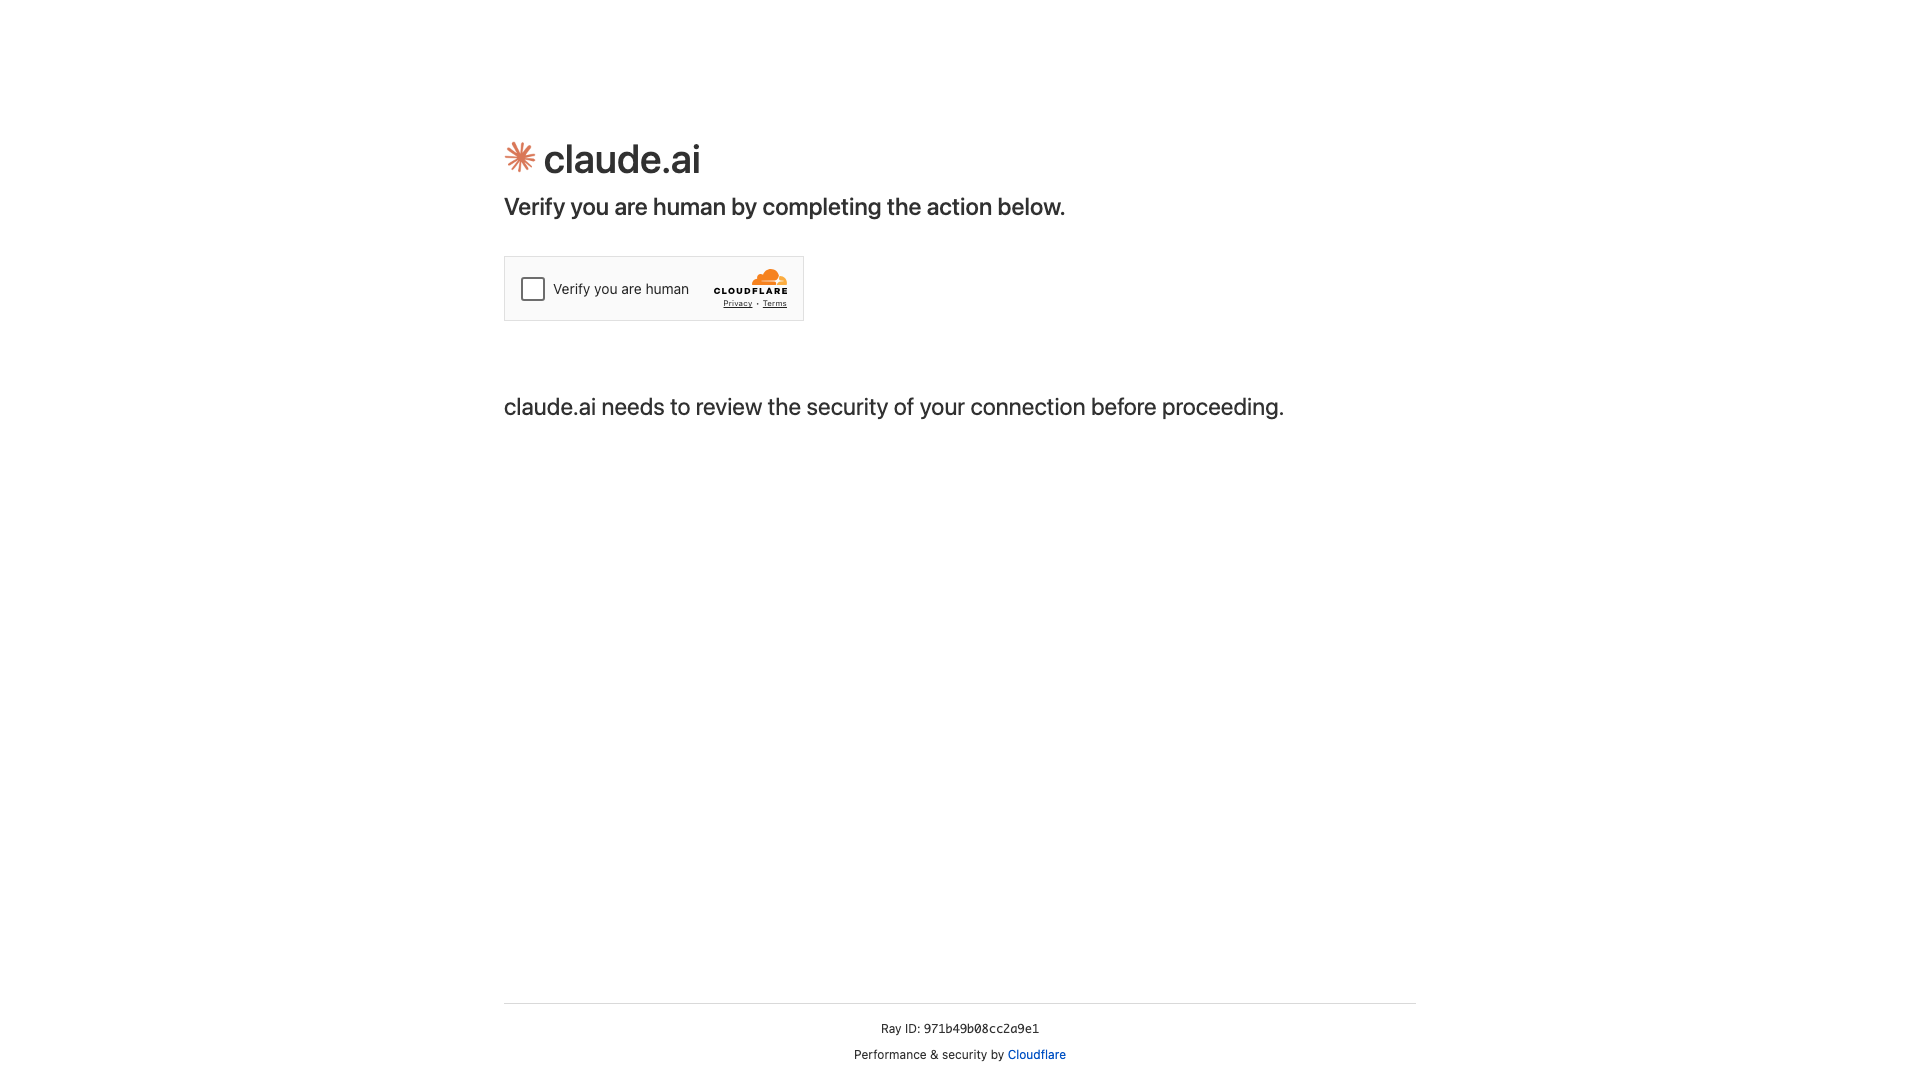 claude.ai
Verify you are human by completing the action below.
Verify you are human
CLOUDFLARE
Privacy • Terms
claude.ai needs to review the security of your connection before proceeding.
Ray ID: 971b49b08cc2a9e1
Performance & security by Cloudflare